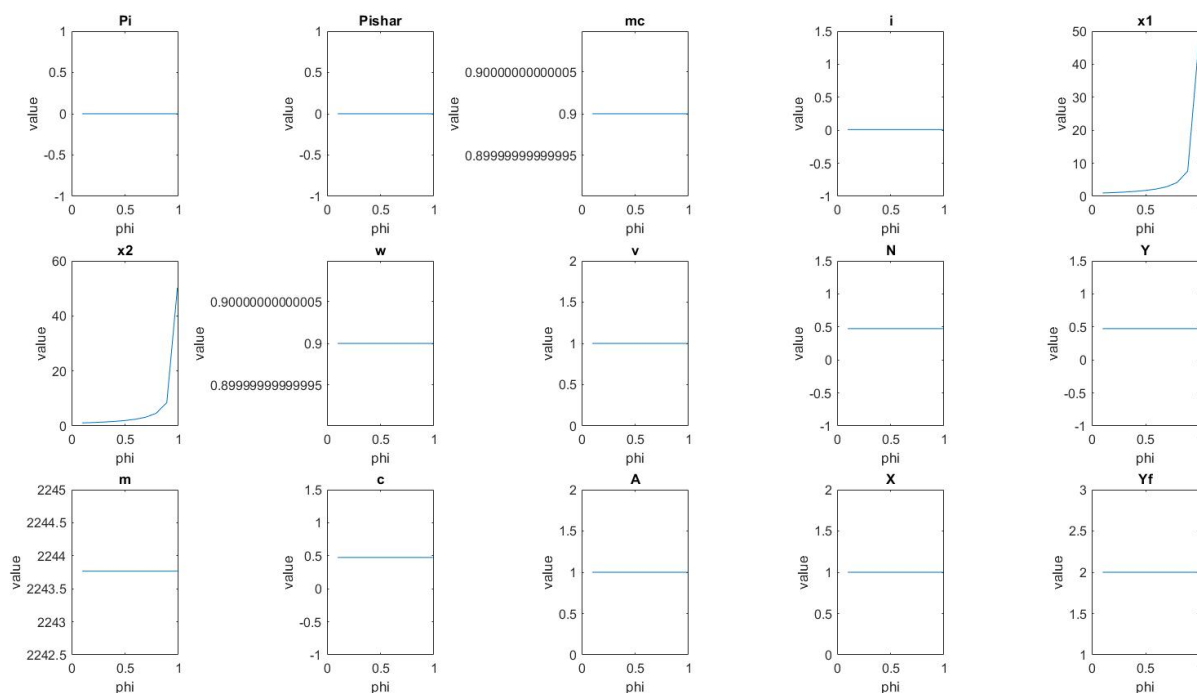 Pi
1
0.5
0
-0.5
-1
value
0 0.5 1
phi
Pishar
1
0.5
0
-0.5
-1
value
0 0.5 1
phi
mc
0.90000000000005
0.9
0.89999999999995
value
0 0.5 1
phi
i
1.5
1
0.5
0
-0.5
-1
value
0 0.5 1
phi
x1
50
40
30
20
10
0
value
0 0.5 1
phi
x2
60
40
20
0
value
0 0.5 1
phi
w
0.90000000000005
0.9
0.89999999999995
value
0 0.5 1
phi
v
2
1.5
1
0.5
0
value
0 0.5 1
phi
N
1.5
1
0.5
0
-0.5
-1
value
0 0.5 1
phi
Y
1.5
1
0.5
0
-0.5
-1
value
0 0.5 1
phi
m
2245
2244.5
2244
2243.5
2243
2242.5
value
0 0.5 1
phi
c
1.5
1
0.5
0
-0.5
-1
value
0 0.5 1
phi
A
2
1.5
1
0.5
0
value
0 0.5 1
phi
X
2
1.5
1
0.5
0
value
0 0.5 1
phi
Yf
3
2.5
2
1.5
1
value
0 0.5 1
phi